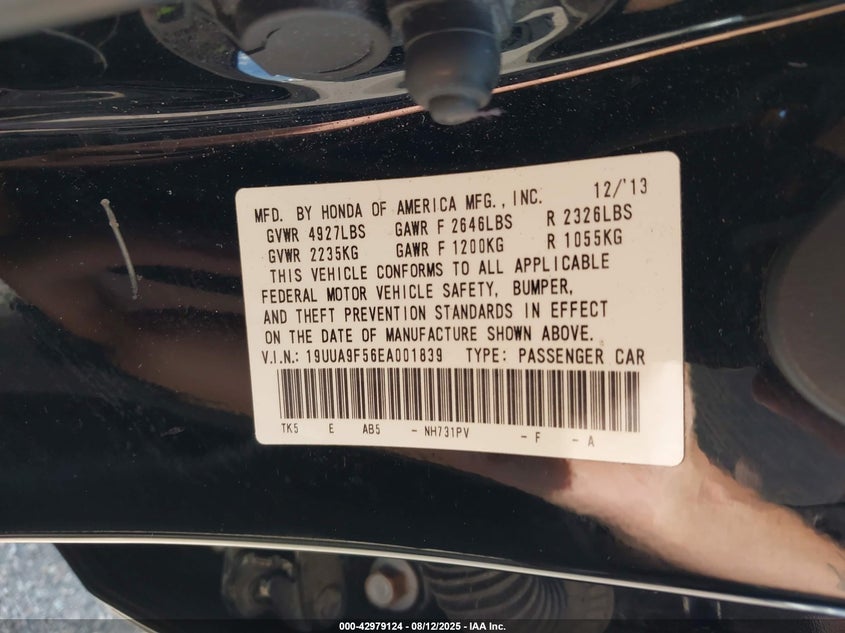 MFD. BY HONDA OF AMERICA MFG., INC. 12/'13
GVWR 4927LBS GAWR F 2646LBS R 2326LBS
GVWR 2235KG GAWR F 1200KG R 1055KG
THIS VEHICLE CONFORMS TO ALL APPLICABLE
FEDERAL MOTOR VEHICLE SAFETY, BUMPER,
AND THEFT PREVENTION STANDARDS IN EFFECT
ON THE DATE OF MANUFACTURE SHOWN ABOVE.
V.I.N.: 19UUA9F56EA001839 TYPE: PASSENGER CAR
TK5 E AB5 - NH731PV - F - A
000-42979124 - 08/12/2025 - IAA Inc.